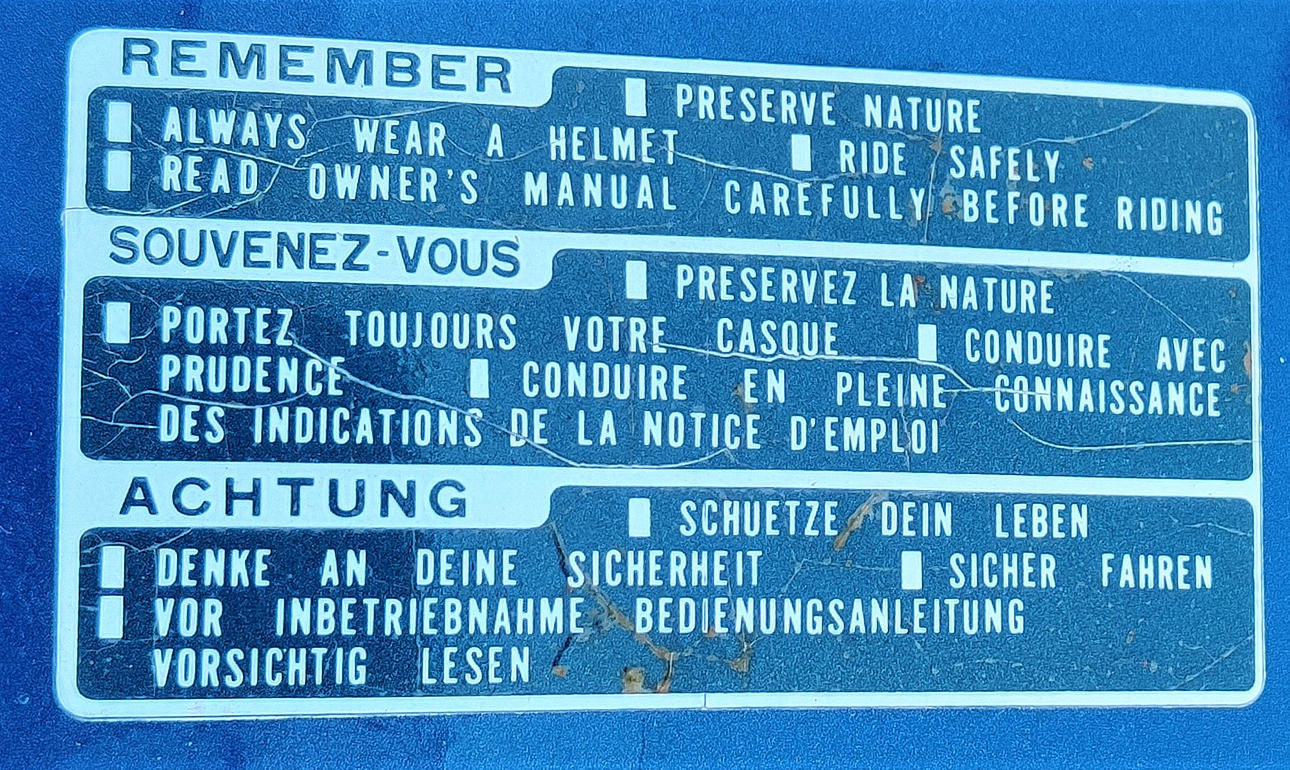 REMEMBER
PRESERVE NATURE
ALWAYS WEAR A HELMET RIDE SAFELY
READ OWNER'S MANUAL CAREFULLY BEFORE RIDING
SOUVENEZ-VOUS
PRESERVEZ LA NATURE
PORTEZ TOUJOURS VOTRE CASQUE CONDUIRE AVEC
PRUDENCE CONDUIRE EN PLEINE CONNAISSANCE
DES INDICATIONS DE LA NOTICE D'EMPLOI
ACHTUNG
SCHUETZE DEIN LEBEN
DENKE AN DEINE SICHERHEIT SICHER FAHREN
VOR INBETRIEBNAHME BEDIENUNGSANLEITUNG
VORSICHTIG LESEN